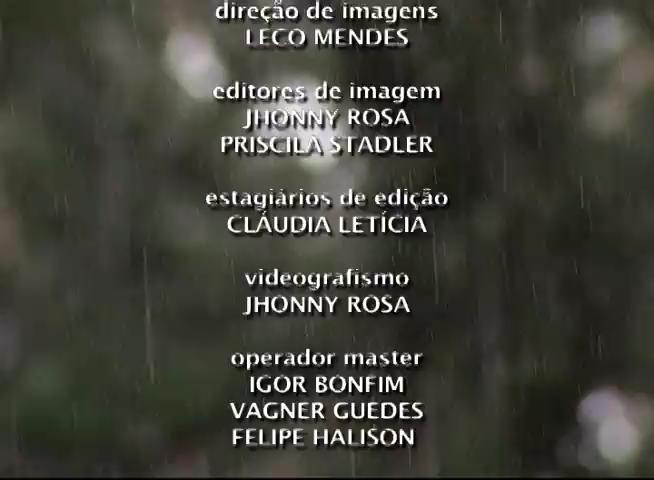 direção de imagens
LECO MENDES
editores de imagem
JHONNY ROSA
PRISCILA STADLER
estagiários de edição
CLÁUDIA LETÍCIA
videografismo
JHONNY ROSA
operador master
IGOR BONFIM
VAGNER GUEDES
FELIPE HALISON